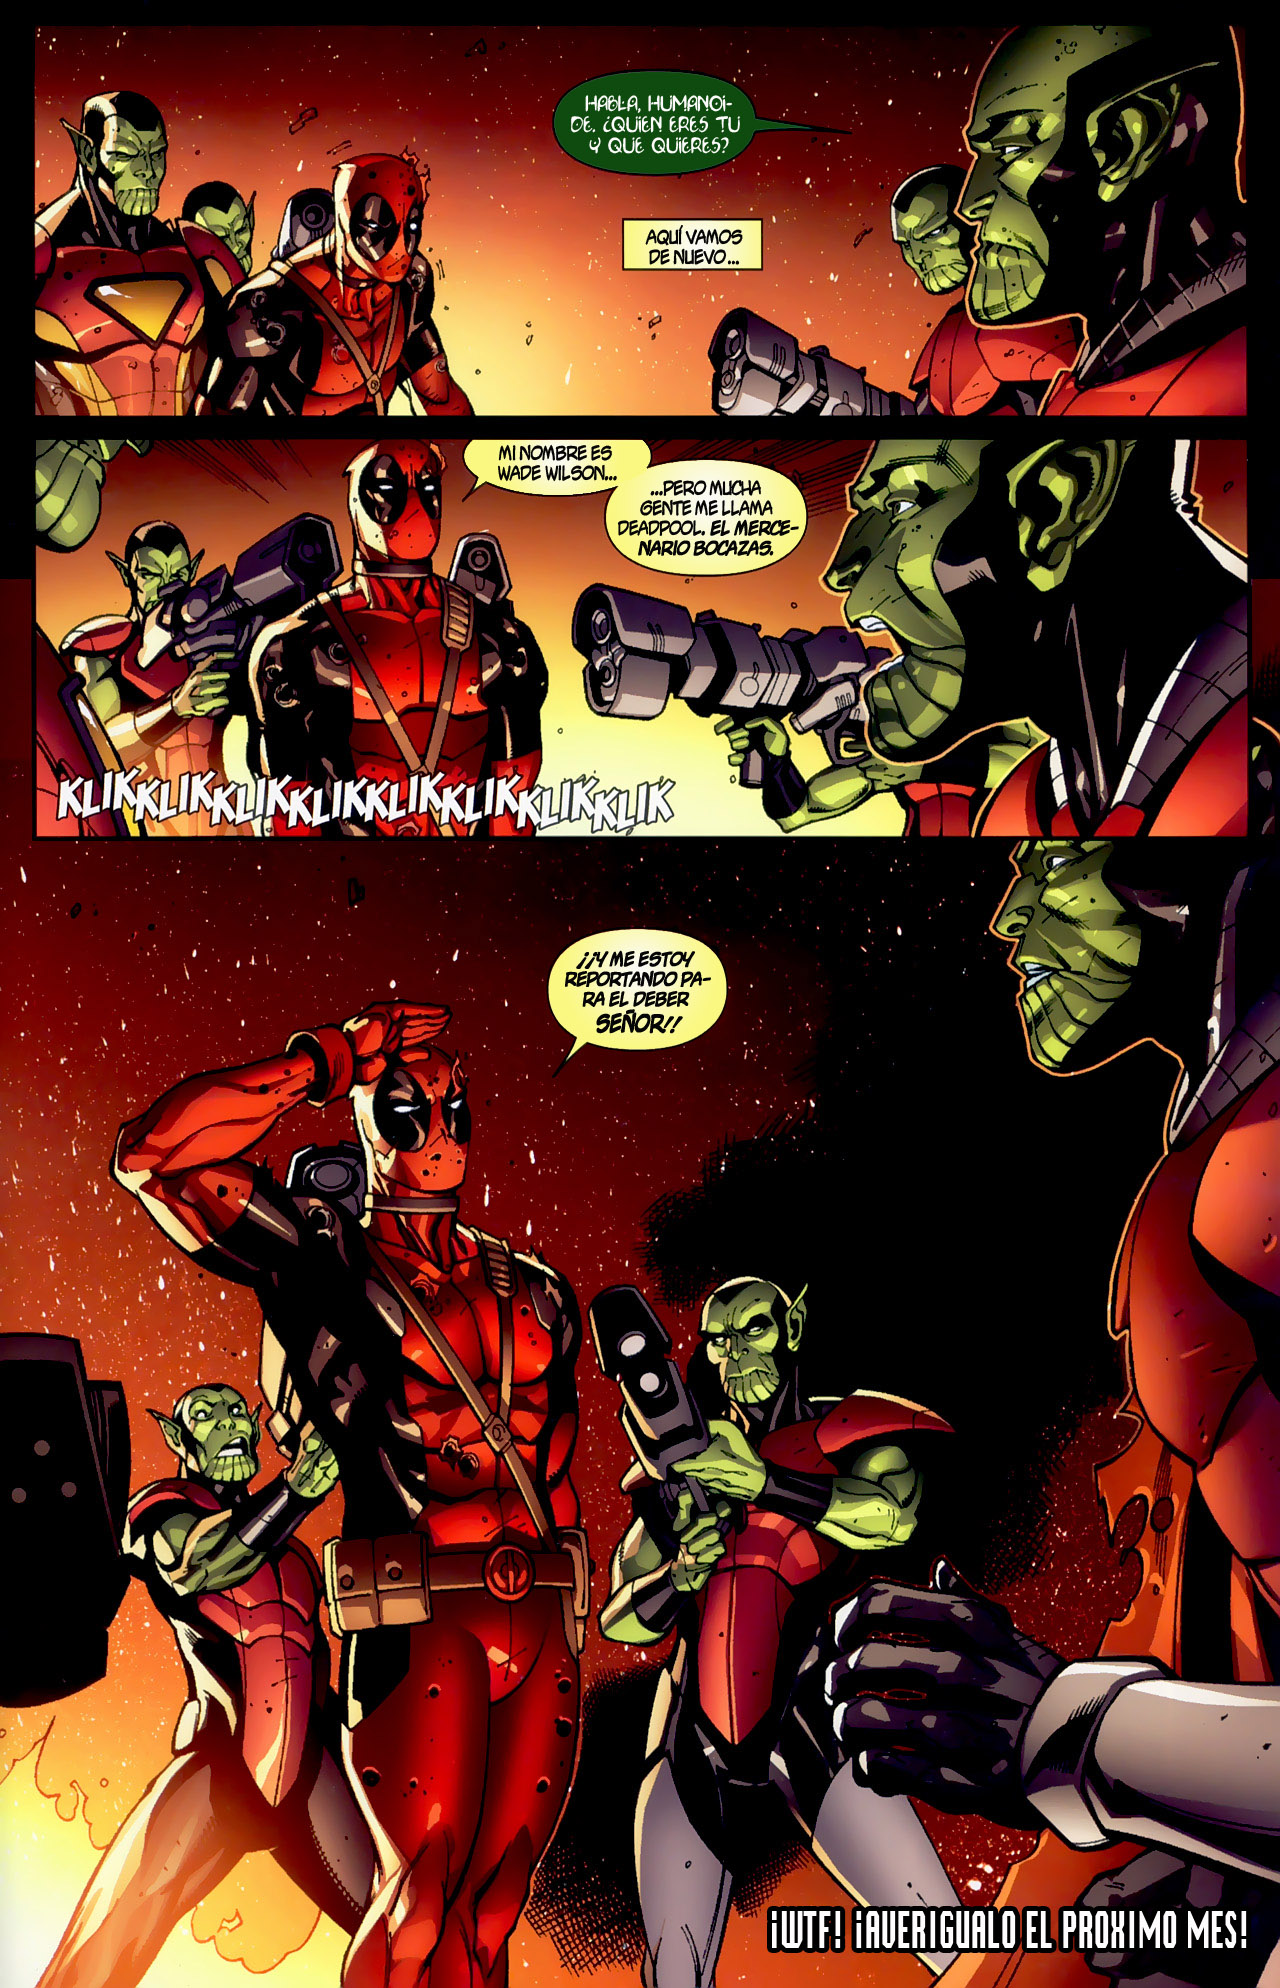 HABLA, HUMANOI-
DE. ¿QUIEN ERES TU
Y QUE QUIERES?
AQUÍ VAMOS
DE NUEVO...
MI NOMBRE ES
WADE WILSON...
...PERO MUCHA
GENTE ME LLAMA
DEADPOOL. EL MERCE-
NARIO BOCAZAS.
KLIKKLIKKLIKKLIKKLIKKLIKKLIKKLIK
¡¡Y ME ESTOY
REPORTANDO PA-
RA EL DEBER
SEÑOR!!
¡WTF! ¡AVERIGUALO EL PROXIMO MES!